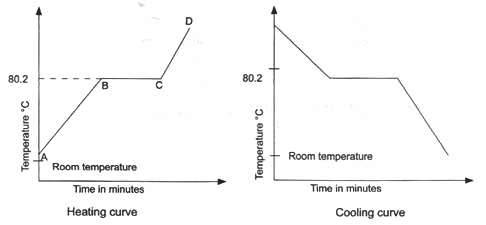 D
80.2
B
C
Temperature °C
A
Room temperature
Time in minutes
Heating curve
80.2
Temperature °C
Room temperature
Time in minutes
Cooling curve